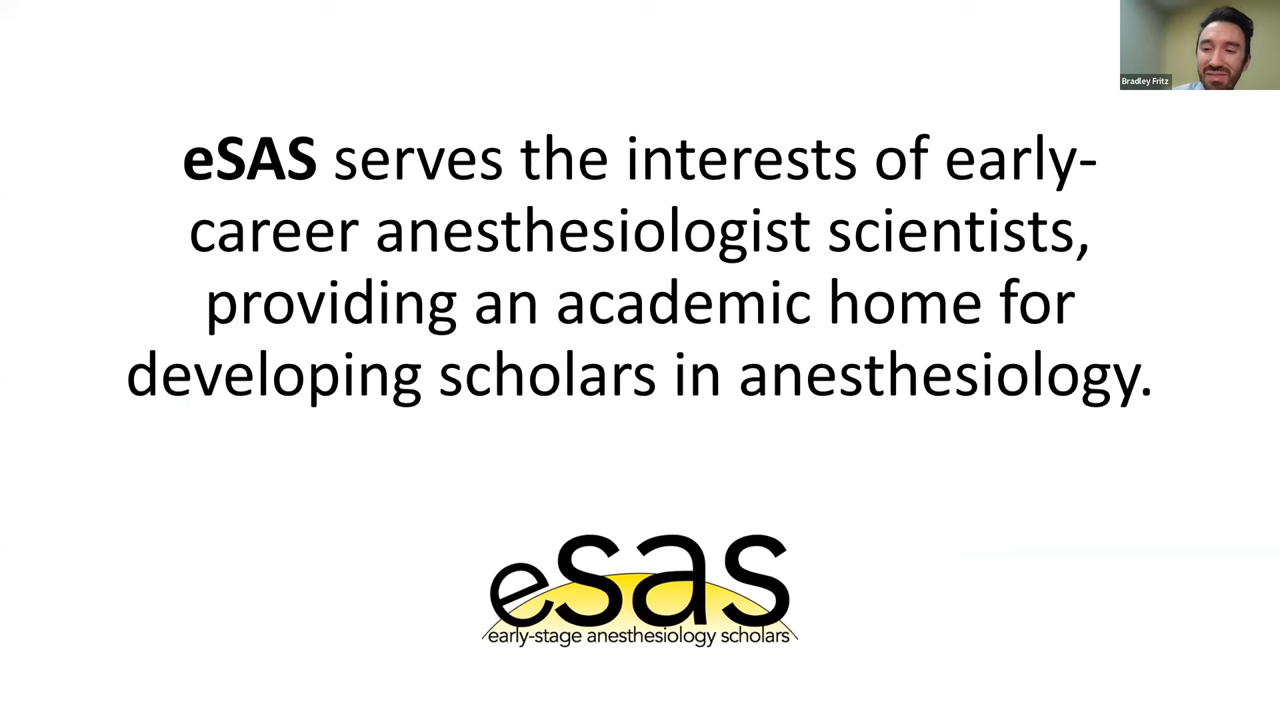 Bradley Fritz
eSAS serves the interests of early-
career anesthesiologist scientists,
providing an academic home for
developing scholars in anesthesiology.
esas
early-stage anesthesiology scholars